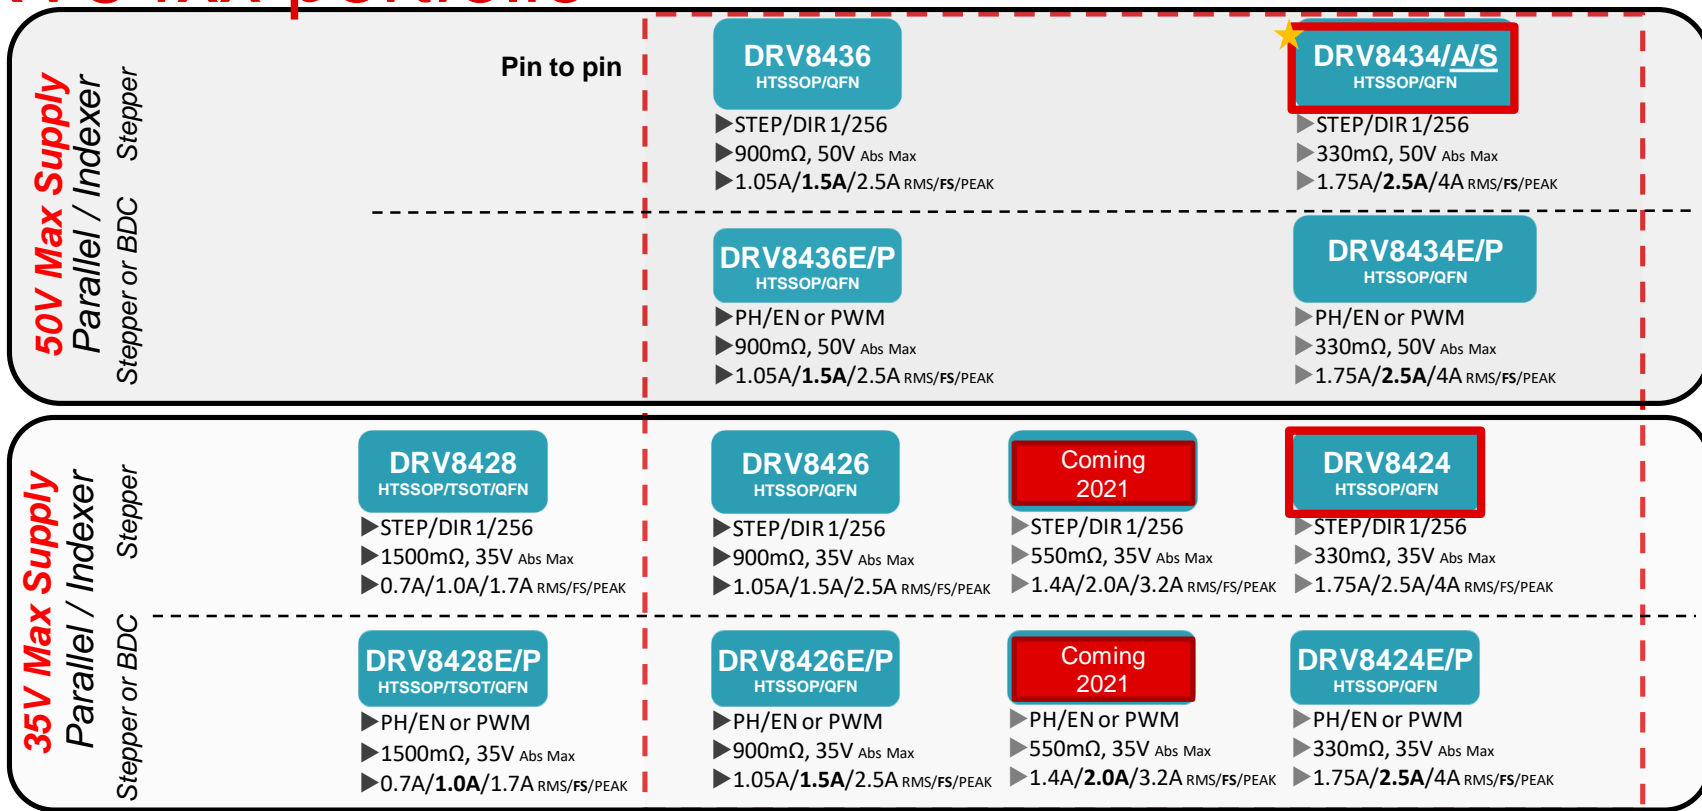 portfolio
50V Max Supply
Parallel / Indexer
Stepper
Stepper or BDC
Pin to pin
DRV8436
HTSSOP/QFN
▶STEP/DIR 1/256
▶900mΩ, 50V Abs Max
▶1.05A/1.5A/2.5A RMS/FS/PEAK
DRV8434/A/S
HTSSOP/QFN
▶STEP/DIR 1/256
▶330mΩ, 50V Abs Max
▶1.75A/2.5A/4A RMS/FS/PEAK
DRV8436E/P
HTSSOP/QFN
▶PH/EN or PWM
▶900mΩ, 50V Abs Max
▶1.05A/1.5A/2.5A RMS/FS/PEAK
DRV8434E/P
HTSSOP/QFN
▶PH/EN or PWM
▶330mΩ, 50V Abs Max
▶1.75A/2.5A/4A RMS/FS/PEAK
35V Max Supply
Parallel / Indexer
Stepper
Stepper or BDC
DRV8428
HTSSOP/TSOT/QFN
▶STEP/DIR 1/256
▶1500mΩ, 35V Abs Max
▶0.7A/1.0A/1.7A RMS/FS/PEAK
DRV8426
HTSSOP/QFN
▶STEP/DIR 1/256
▶900mΩ, 35V Abs Max
▶1.05A/1.5A/2.5A RMS/FS/PEAK
Coming
2021
▶STEP/DIR 1/256
▶550mΩ, 35V Abs Max
▶1.4A/2.0A/3.2A RMS/FS/PEAK
DRV8424
HTSSOP/QFN
▶STEP/DIR 1/256
▶330mΩ, 35V Abs Max
▶1.75A/2.5A/4A RMS/FS/PEAK
DRV8428E/P
HTSSOP/TSOT/QFN
▶PH/EN or PWM
▶1500mΩ, 35V Abs Max
▶0.7A/1.0A/1.7A RMS/FS/PEAK
DRV8426E/P
HTSSOP/QFN
▶PH/EN or PWM
▶900mΩ, 35V Abs Max
▶1.05A/1.5A/2.5A RMS/FS/PEAK
Coming
2021
▶PH/EN or PWM
▶550mΩ, 35V Abs Max
▶1.4A/2.0A/3.2A RMS/FS/PEAK
DRV8424E/P
HTSSOP/QFN
▶PH/EN or PWM
▶330mΩ, 35V Abs Max
▶1.75A/2.5A/4A RMS/FS/PEAK